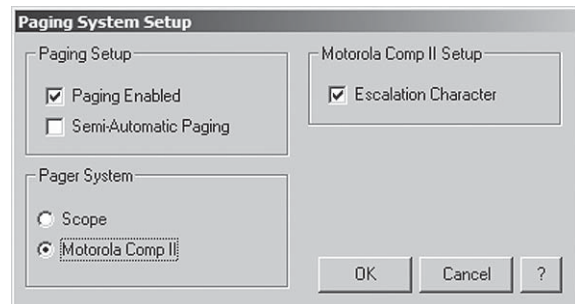 Paging System Setup
Paging Setup
Paging Enabled
Semi-Automatic Paging
Motorola Comp II Setup
Escalation Character
Pager System
Scope
Motorola Comp II
OK
Cancel
?